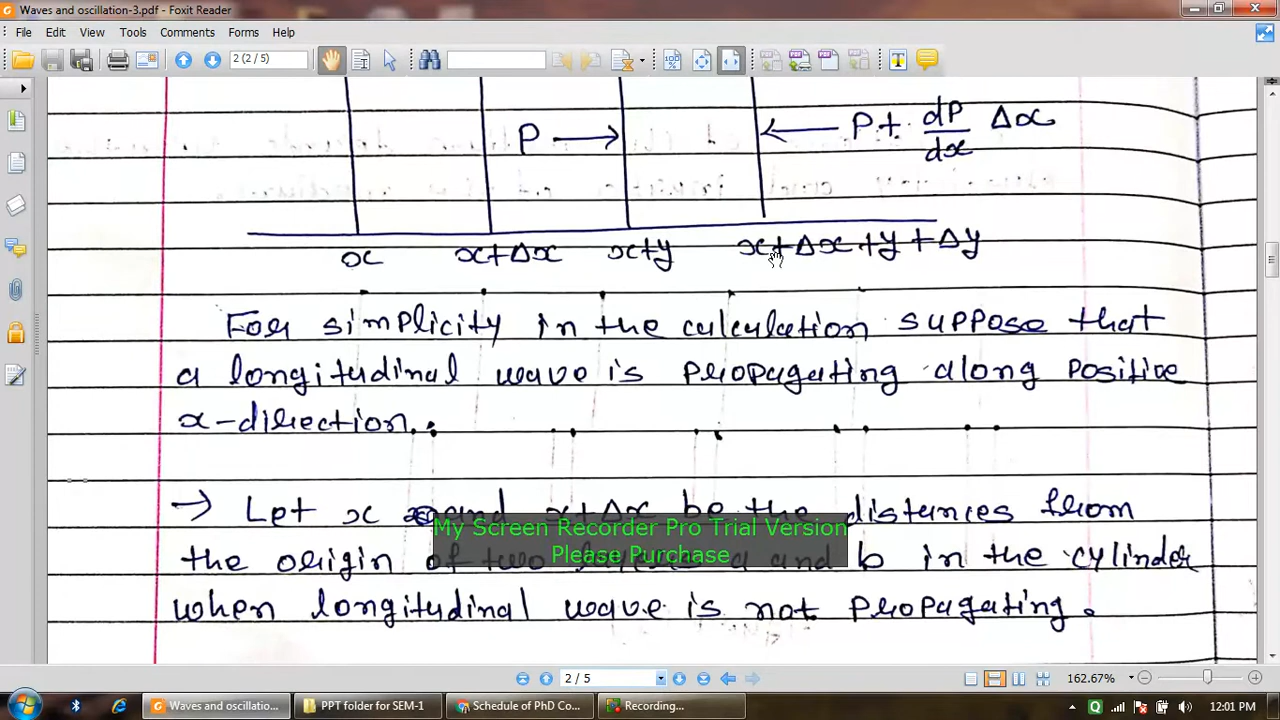 Waves and oscillation-3.pdf - Foxit Reader
File Edit View Tools Comments Forms Help
2 (2 / 5)
P → ← P + dP/dx Δx
x x+Δx x+y x+Δx+y+Δy
For simplicity in the calculation suppose that
a longitudinal wave is propagating along positive
x-direction.
→ Let x and x+Δx be the distances from
My Screen Recorder Pro Trial Version
Please Purchase
the origin of two layers a and b in the cylinder
when longitudinal wave is not propagating.
2 / 5 162.67%
Waves and oscillatio... PPT folder for SEM-1 Schedule of PhD Co... Recording... 12:01 PM